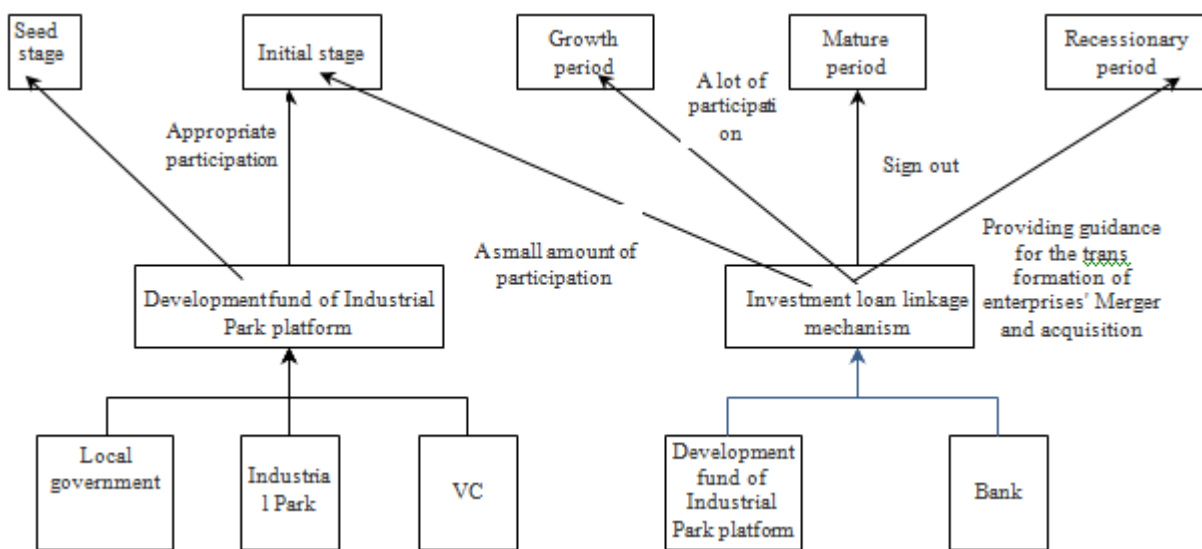 Seed
stage
Initial stage
Growth
period
Mature
period
Recessionary
period
A lot of
participati
on
Appropriate
participation
Sign out
A small amount of
participation
Providing guidance
for the trans
formation of
enterprises' Merger
and acquisition
Development fund of Industrial
Park platform
Investment loan linkage
mechanism
Local
government
Industria
l Park
VC
Development
fund of
Industrial
Park platform
Bank